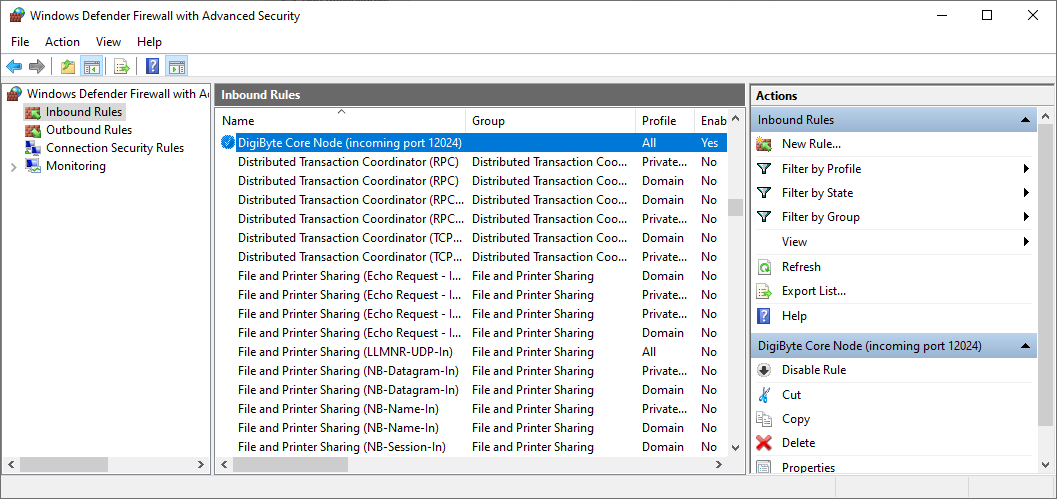 Windows Defender Firewall with Advanced Security
File Action View Help
Windows Defender Firewall with A
Inbound Rules
Outbound Rules
Connection Security Rules
Monitoring
Inbound Rules
Name Group Profile Enab
DigiByte Core Node (incoming port 12024) All Yes
Distributed Transaction Coordinator (RPC) Distributed Transaction Coo... Private... No
Distributed Transaction Coordinator (RPC) Distributed Transaction Coo... Domain No
Distributed Transaction Coordinator (RPC... Distributed Transaction Coo... Domain No
Distributed Transaction Coordinator (RPC... Distributed Transaction Coo... Private... No
Distributed Transaction Coordinator (TCP... Distributed Transaction Coo... Domain No
Distributed Transaction Coordinator (TCP... Distributed Transaction Coo... Private... No
File and Printer Sharing (Echo Request - I... File and Printer Sharing Domain No
File and Printer Sharing (Echo Request - I... File and Printer Sharing Private... No
File and Printer Sharing (Echo Request - I... File and Printer Sharing Private... No
File and Printer Sharing (Echo Request - I... File and Printer Sharing Domain No
File and Printer Sharing (LLMNR-UDP-In) File and Printer Sharing All No
File and Printer Sharing (NB-Datagram-In) File and Printer Sharing Private... No
File and Printer Sharing (NB-Datagram-In) File and Printer Sharing Domain No
File and Printer Sharing (NB-Name-In) File and Printer Sharing Private... No
File and Printer Sharing (NB-Name-In) File and Printer Sharing Domain No
File and Printer Sharing (NB-Session-In) File and Printer Sharing Domain No
Actions
Inbound Rules
New Rule...
Filter by Profile
Filter by State
Filter by Group
View
Refresh
Export List...
Help
DigiByte Core Node (incoming port 12024)
Disable Rule
Cut
Copy
Delete
Properties